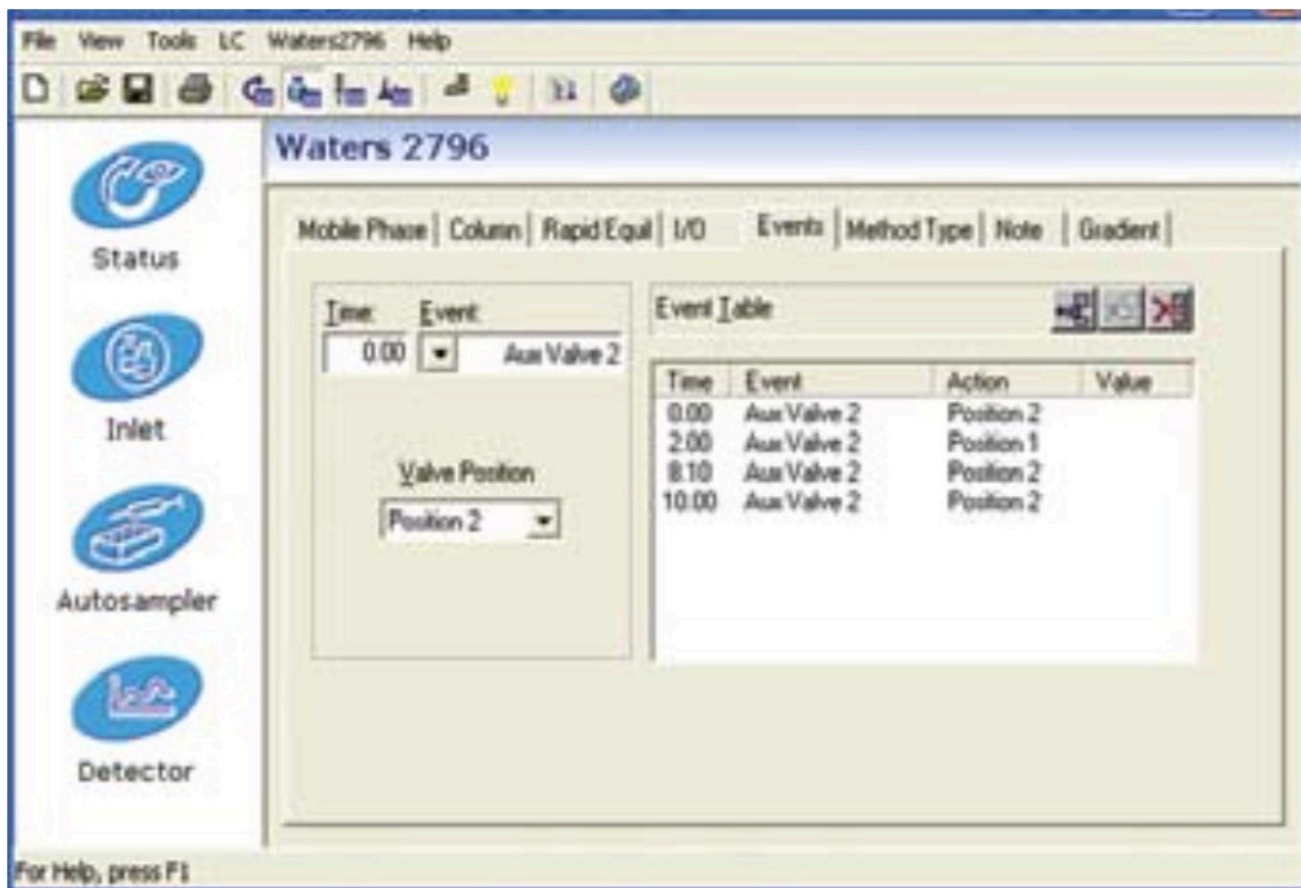 File View Tools LC Waters2796 Help
Waters 2796
Status
Inlet
Autosampler
Detector
Mobile Phase Column Rapid Equil I/O Events Method Type Note Gradient
Time: Event:
0.00 Aux Valve 2
Valve Position
Position 2
Event Table
Time Event Action Value
0.00 Aux Valve 2 Position 2
2.00 Aux Valve 2 Position 1
8.10 Aux Valve 2 Position 2
10.00 Aux Valve 2 Position 2
For Help, press F1